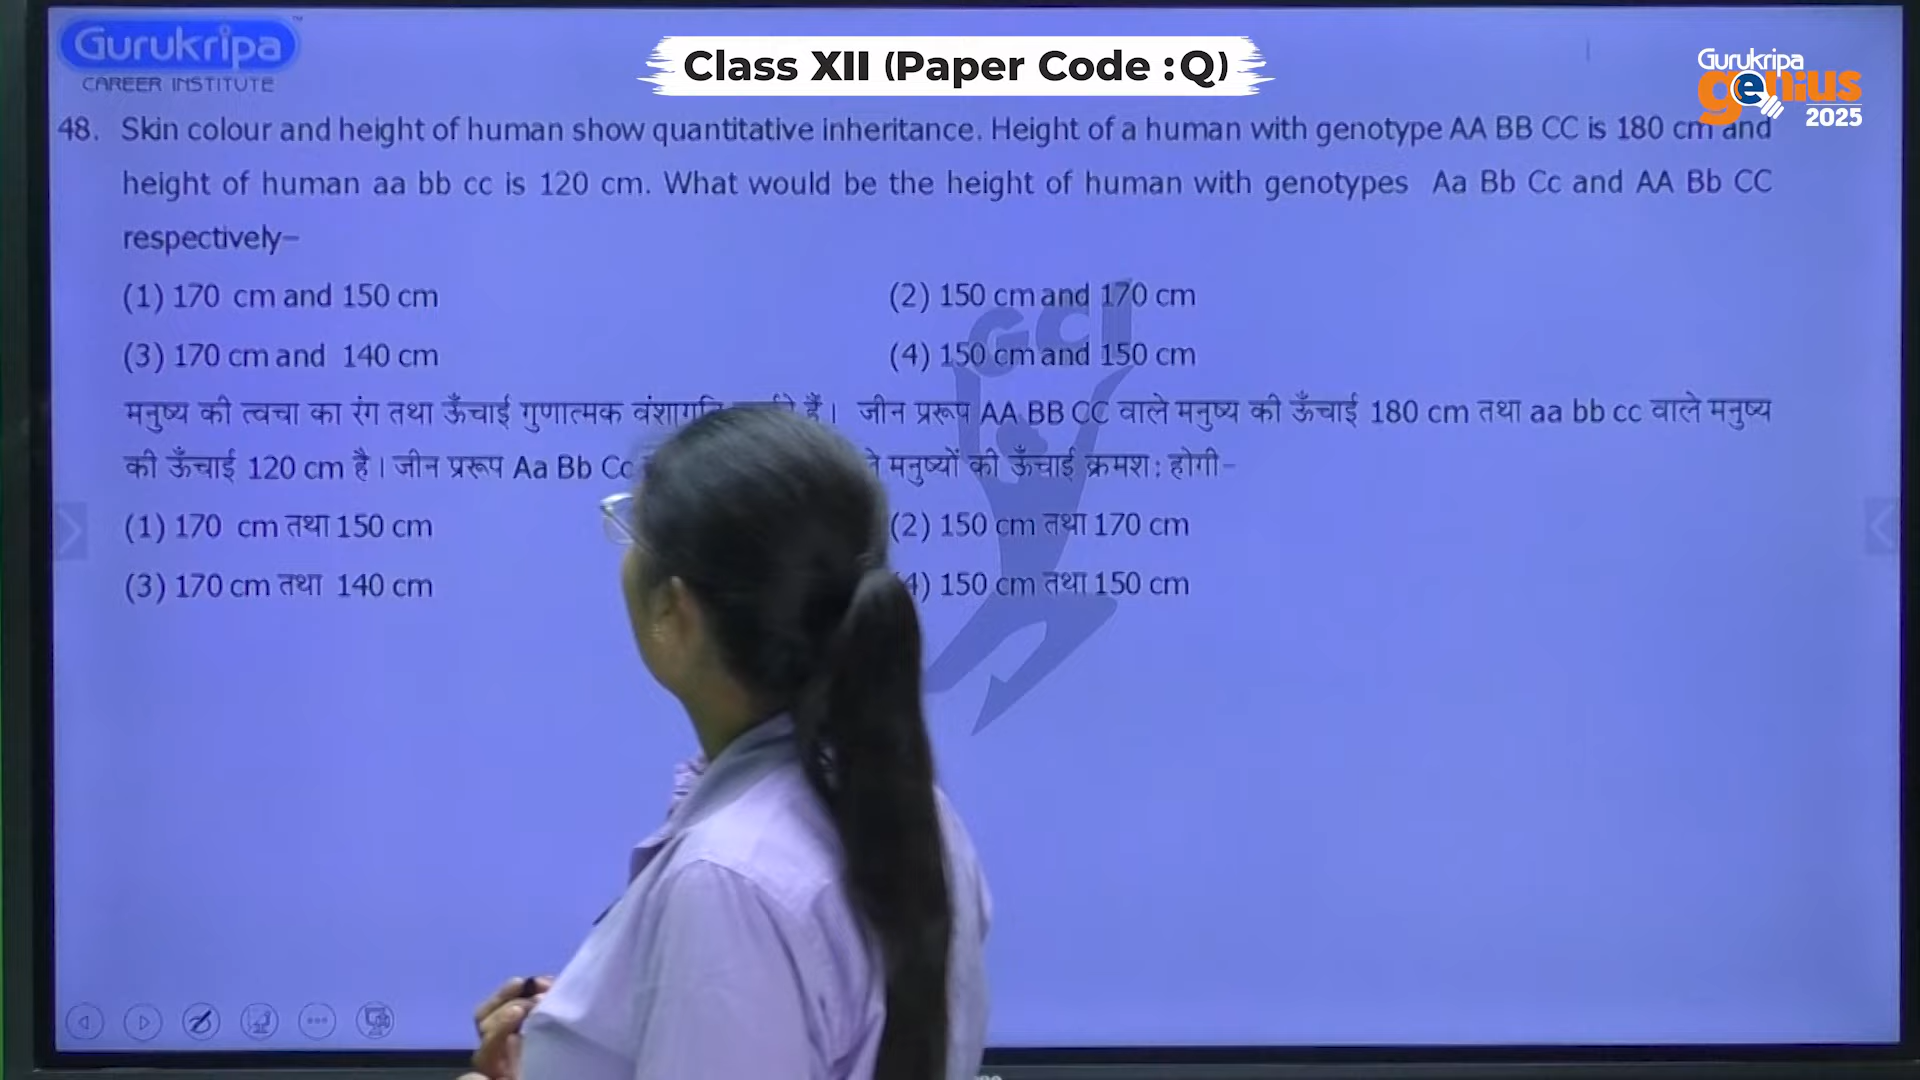 Gurukripa
CAREER INSTITUTE
Class XII (Paper Code :Q)
Gurukripa
genius
2025
48. Skin colour and height of human show quantitative inheritance. Height of a human with genotype AA BB CC is 180 cm and
height of human aa bb cc is 120 cm. What would be the height of human with genotypes Aa Bb Cc and AA Bb CC
respectively–
(1) 170 cm and 150 cm (2) 150 cm and 170 cm
(3) 170 cm and 140 cm (4) 150 cm and 150 cm
GCI
मनुष्य की त्वचा का रंग तथा ऊँचाई गुणात्मक हैं। जीन प्ररूप AA BB CC वाले मनुष्य की ऊँचाई 180 cm तथा aa bb cc वाले मनुष्य
की ऊँचाई 120 cm है। जीन प्ररूप Aa Bb Cc मनुष्यों की ऊँचाई क्रमश: होगी–
(1) 170 cm तथा 150 cm (2) 150 cm तथा 170 cm
(3) 170 cm तथा 140 cm (4) 150 cm तथा 150 cm